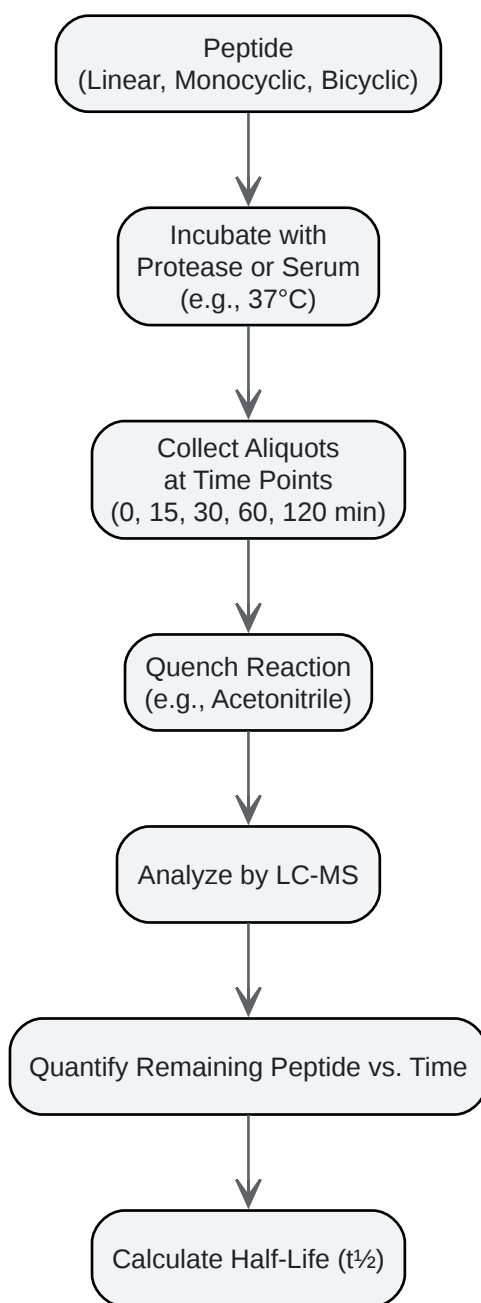 Peptide
(Linear, Monocyclic, Bicyclic)
Incubate with
Protease or Serum
(e.g., 37°C)
Collect Aliquots
at Time Points
(0, 15, 30, 60, 120 min)
Quench Reaction
(e.g., Acetonitrile)
Analyze by LC-MS
Quantify Remaining Peptide vs. Time
Calculate Half-Life (t½)